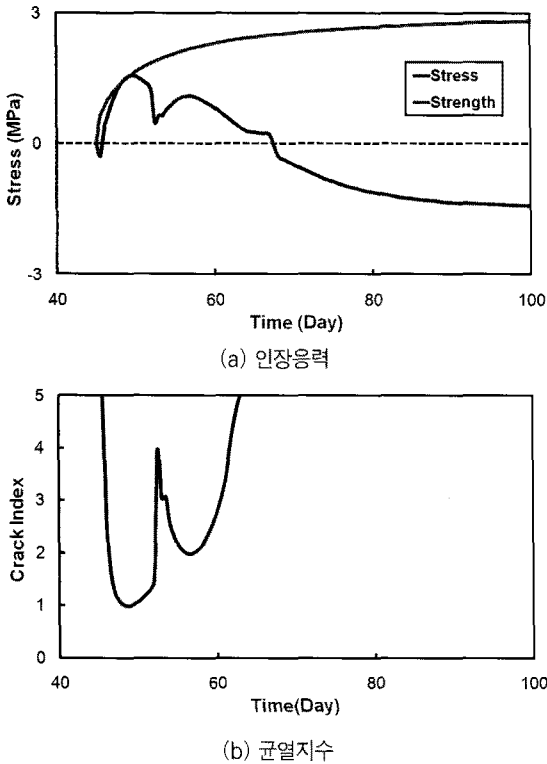 3
Stress (MPa)
Stress
Strength
0
-3
40
60
80
100
Time (Day)
(a) 인장응력
5
4
Crack Index
3
2
1
0
40
60
80
100
Time(Day)
(b) 균열지수